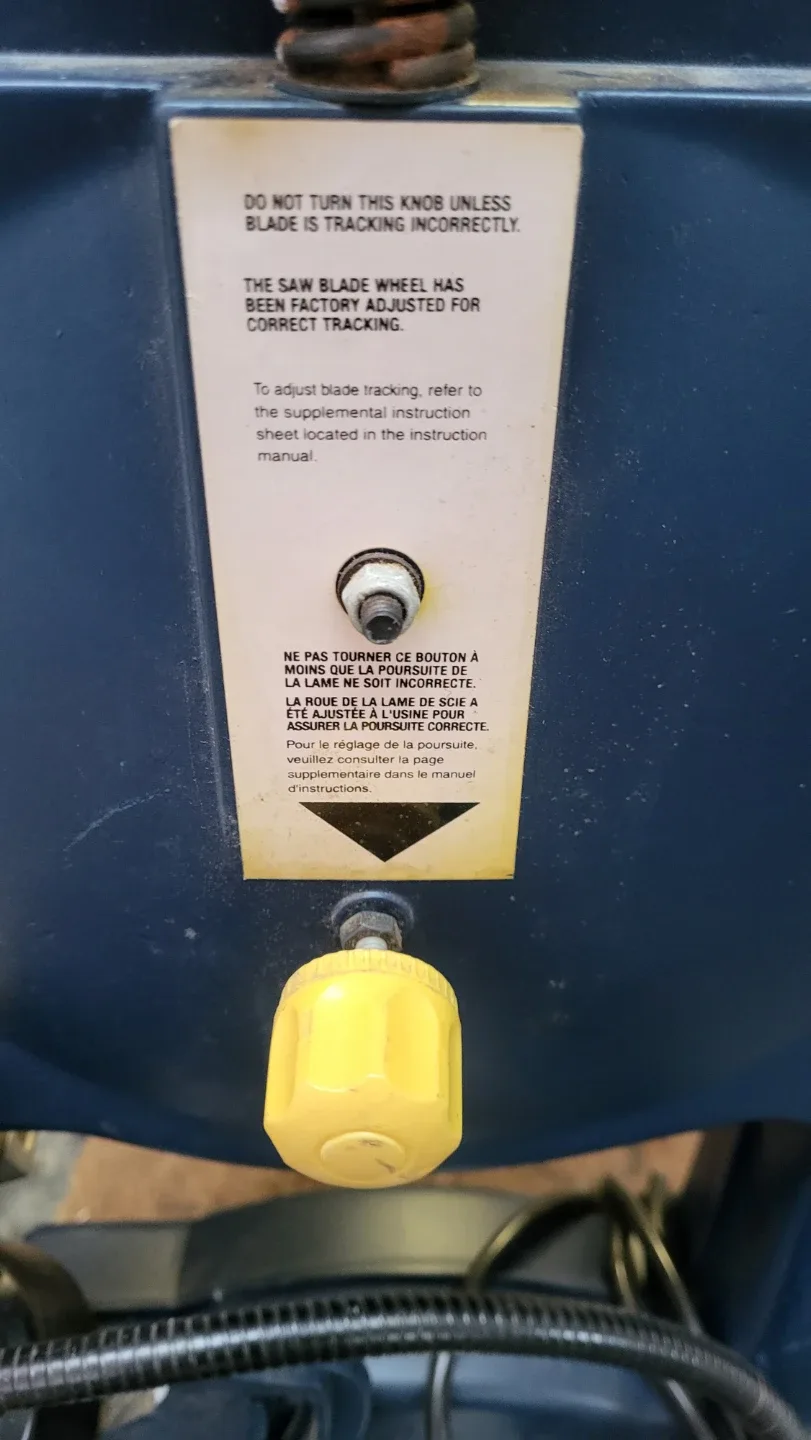 DO NOT TURN THIS KNOB UNLESS
BLADE IS TRACKING INCORRECTLY.
THE SAW BLADE WHEEL HAS
BEEN FACTORY ADJUSTED FOR
CORRECT TRACKING.
To adjust blade tracking, refer to
the supplemental instruction
sheet located in the instruction
manual.
NE PAS TOURNER CE BOUTON À
MOINS QUE LA POURSUITE DE
LA LAME NE SOIT INCORRECTE.
LA ROUE DE LA LAME DE SCIE A
ÉTÉ AJUSTÉE À L'USINE POUR
ASSURER LA POURSUITE CORRECTE.
Pour le réglage de la poursuite,
veuillez consulter la page
supplementaire dans le manuel
d'instructions.